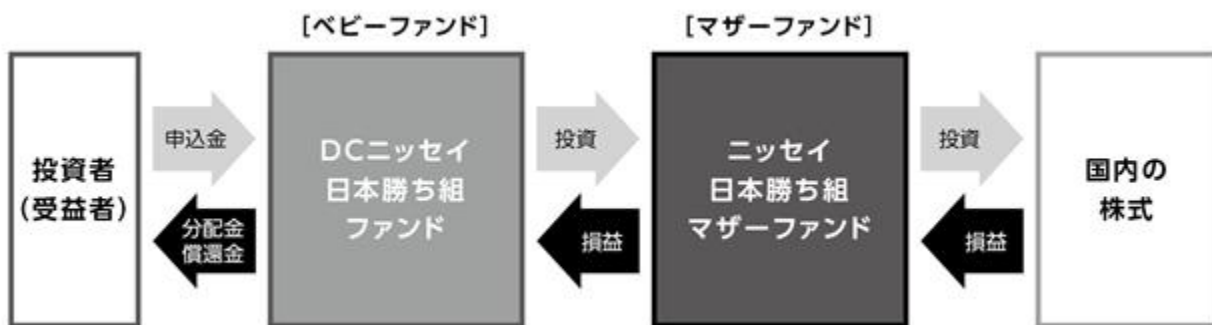 [ベビーファンド]
[マザーファンド]
投資者
(受益者)
申込金
分配金
償還金
DCニッセイ
日本勝ち組
ファンド
投資
損益
ニッセイ
日本勝ち組
マザーファンド
投資
損益
国内の
株式